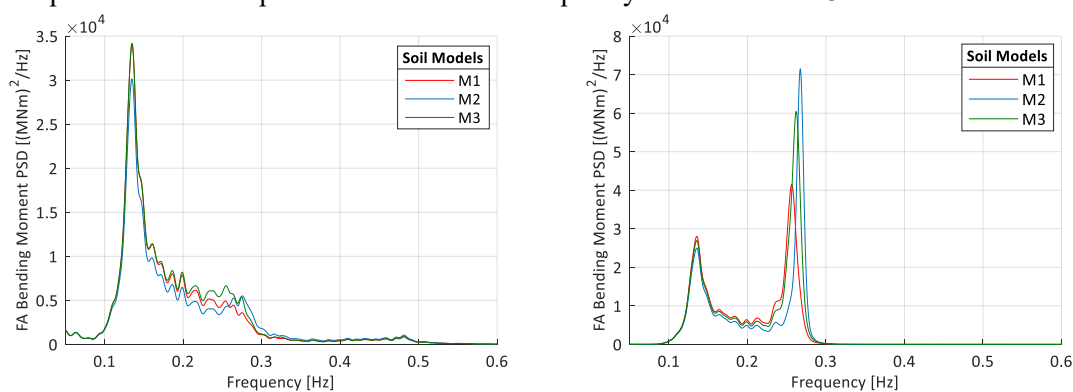 ×10⁴
3.5
3
2.5
2
1.5
1
0.5
0
0.1 0.2 0.3 0.4 0.5 0.6
Frequency [Hz]
FA Bending Moment PSD [(MNm)²/Hz]
Soil Models
M1
M2
M3
×10⁴
8
7
6
5
4
3
2
1
0
0.1 0.2 0.3 0.4 0.5 0.6
Frequency [Hz]
FA Bending Moment PSD [(MNm)²/Hz]
Soil Models
M1
M2
M3